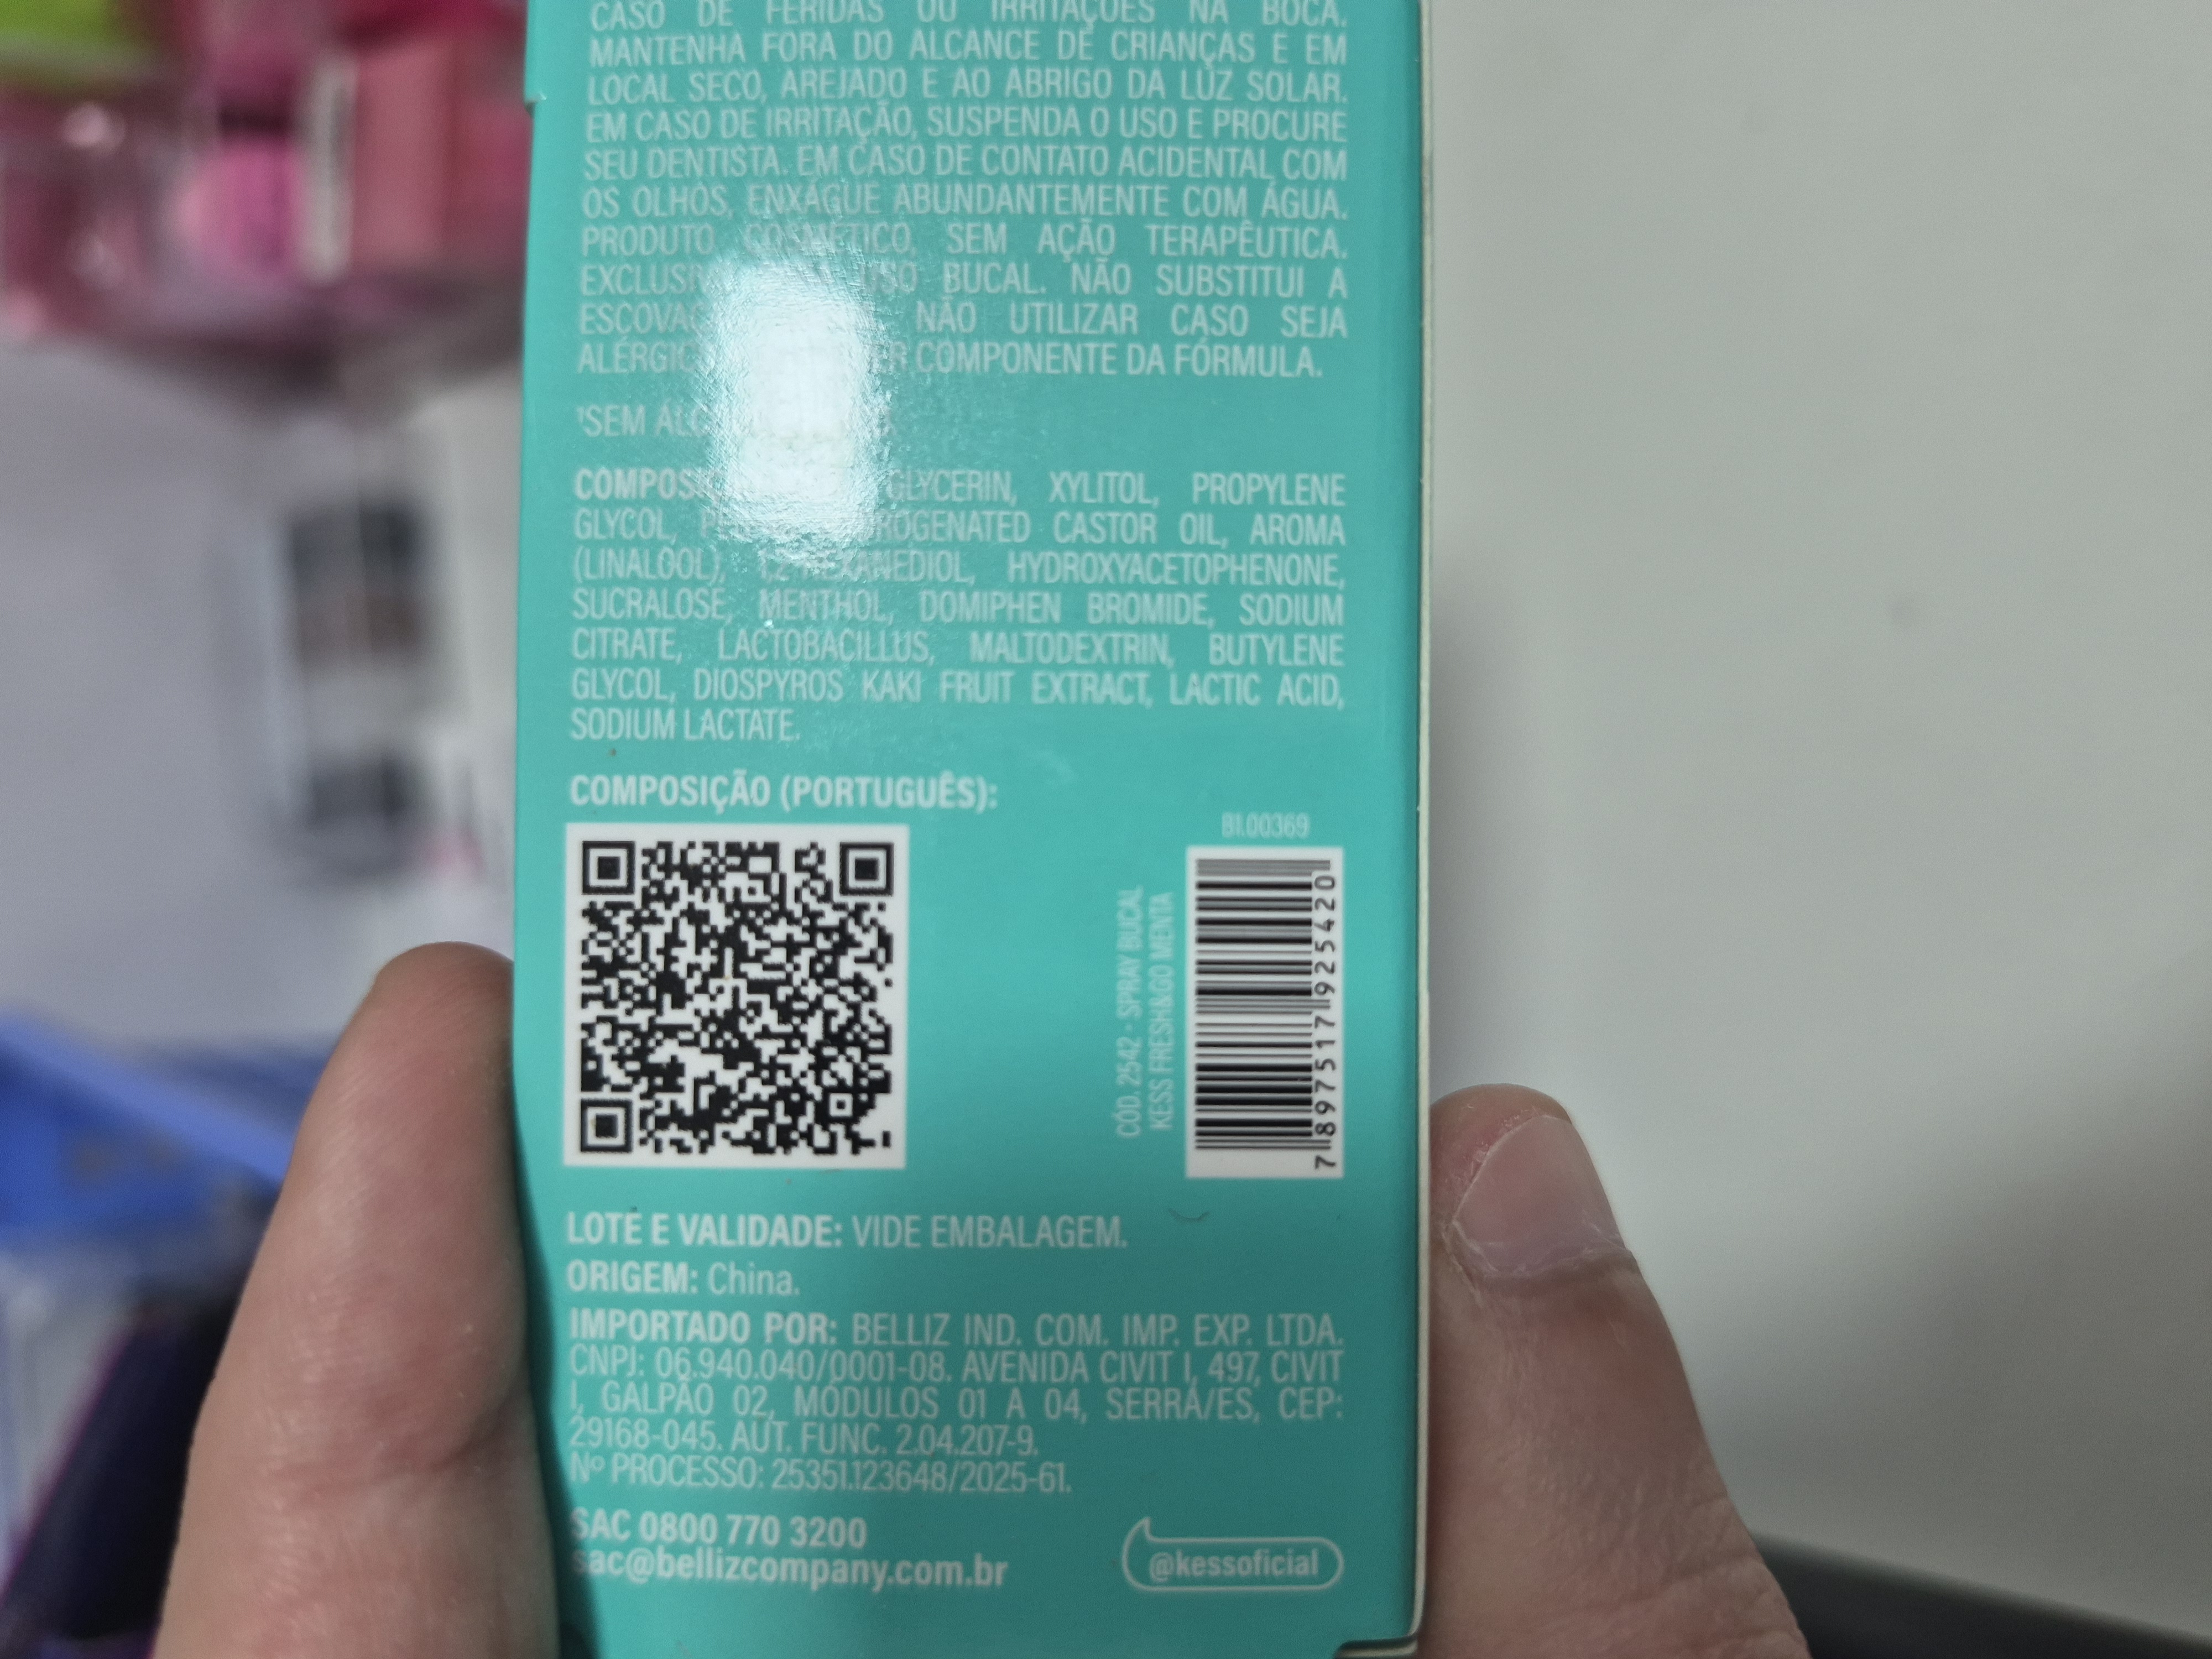 CASO DE FERIDAS OU IRRITAÇÕES NA BOCA.
MANTENHA FORA DO ALCANCE DE CRIANÇAS E EM
LOCAL SECO, AREJADO E AO ABRIGO DA LUZ SOLAR.
EM CASO DE IRRITAÇÃO, SUSPENDA O USO E PROCURE
SEU DENTISTA. EM CASO DE CONTATO ACIDENTAL COM
OS OLHOS, ENXÁGUE ABUNDANTEMENTE COM ÁGUA.
PRODUTO SEM AÇÃO TERAPÊUTICA.
BUCAL. NÃO SUBSTITUI A
NÃO UTILIZAR CASO SEJA
COMPONENTE DA FÓRMULA.
GLYCERIN, XYLITOL, PROPYLENE
GLYCOL, CASTOR OIL, AROMA
(LINALOOL), HYDROXYACETOPHENONE,
SUCRALOSE, MENTHOL, DOMIPHEN BROMIDE, SODIUM
CITRATE, LACTOBACILLUS, MALTODEXTRIN, BUTYLENE
GLYCOL, DIOSPYROS KAKI FRUIT EXTRACT, LACTIC ACID,
SODIUM LACTATE.
COMPOSIÇÃO (PORTUGUÊS):
BI.00369
CÓD. 2542 - SPRAY BUCAL
KESS FRESH&GO MENTA
7 897517 925420
LOTE E VALIDADE: VIDE EMBALAGEM.
ORIGEM: China.
IMPORTADO POR: BELLIZ IND. COM. IMP. EXP. LTDA.
CNPJ: 06.940.040/0001-08. AVENIDA CIVIT I, 497, CIVIT
I, GALPÃO 02, MÓDULOS 01 A 04, SERRA/ES, CEP:
29168-045. AUT. FUNC. 2.04.207-9.
Nº PROCESSO: 25351.123648/2025-61.
SAC 0800 770 3200
sac@bellizcompany.com.br
@kessoficial